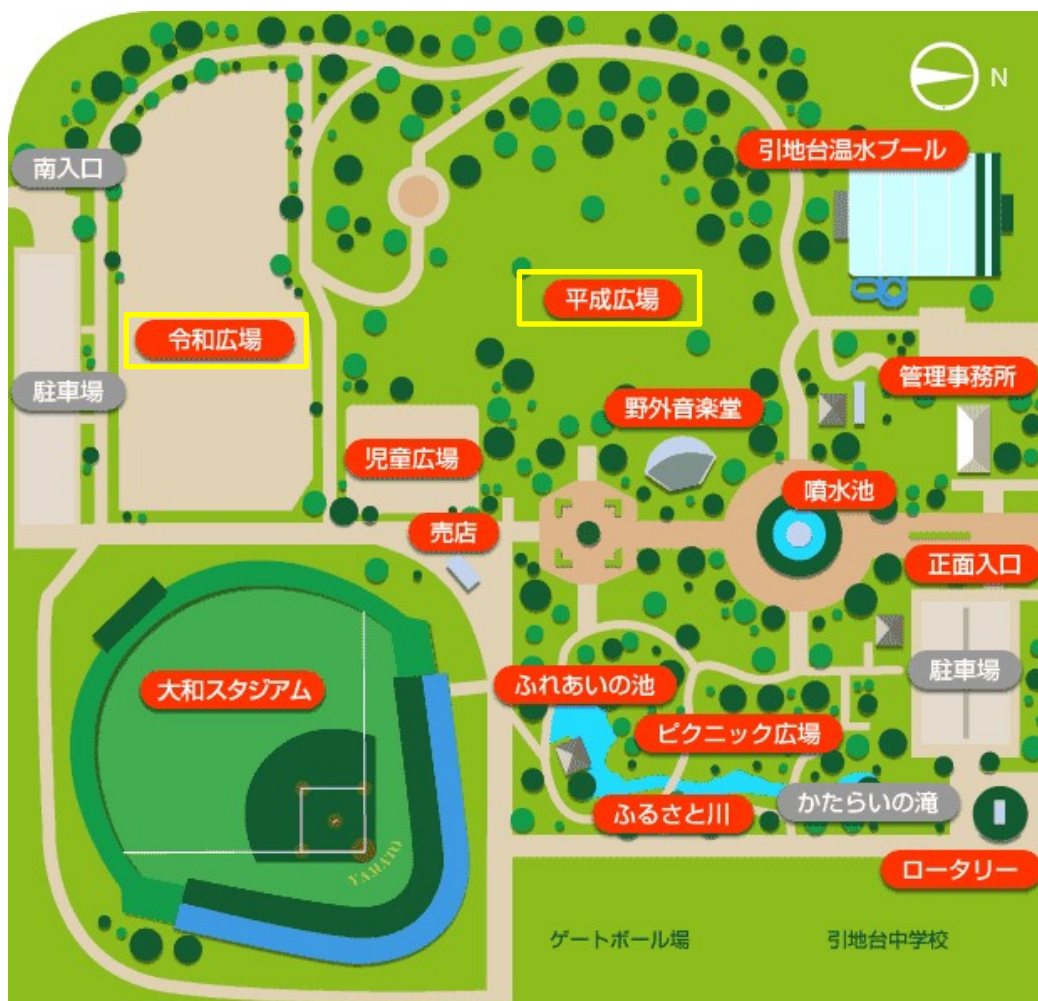 N
引地台温水プール
南入口
平成広場
令和広場
管理事務所
駐車場
野外音楽堂
児童広場
噴水池
売店
正面入口
駐車場
ふれあいの池
大和スタジアム
ピクニック広場
かたらいの滝
ふるさと川
YAMATO
ロータリー
ゲートボール場
引地台中学校